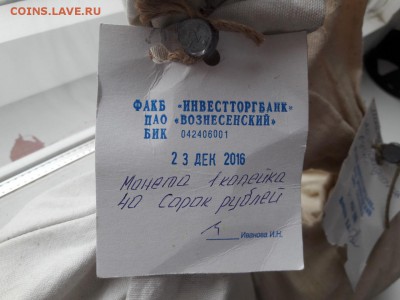 COINS.LAVE.RU
ФАКБ «ИНВЕСТТОРГБАНК»
ПАО «ВОЗНЕСЕНСКИЙ»
БИК 042406001
23 ДЕК 2016
Монета 1 копейка
40 Сорок рублей
Иванова И.Н.